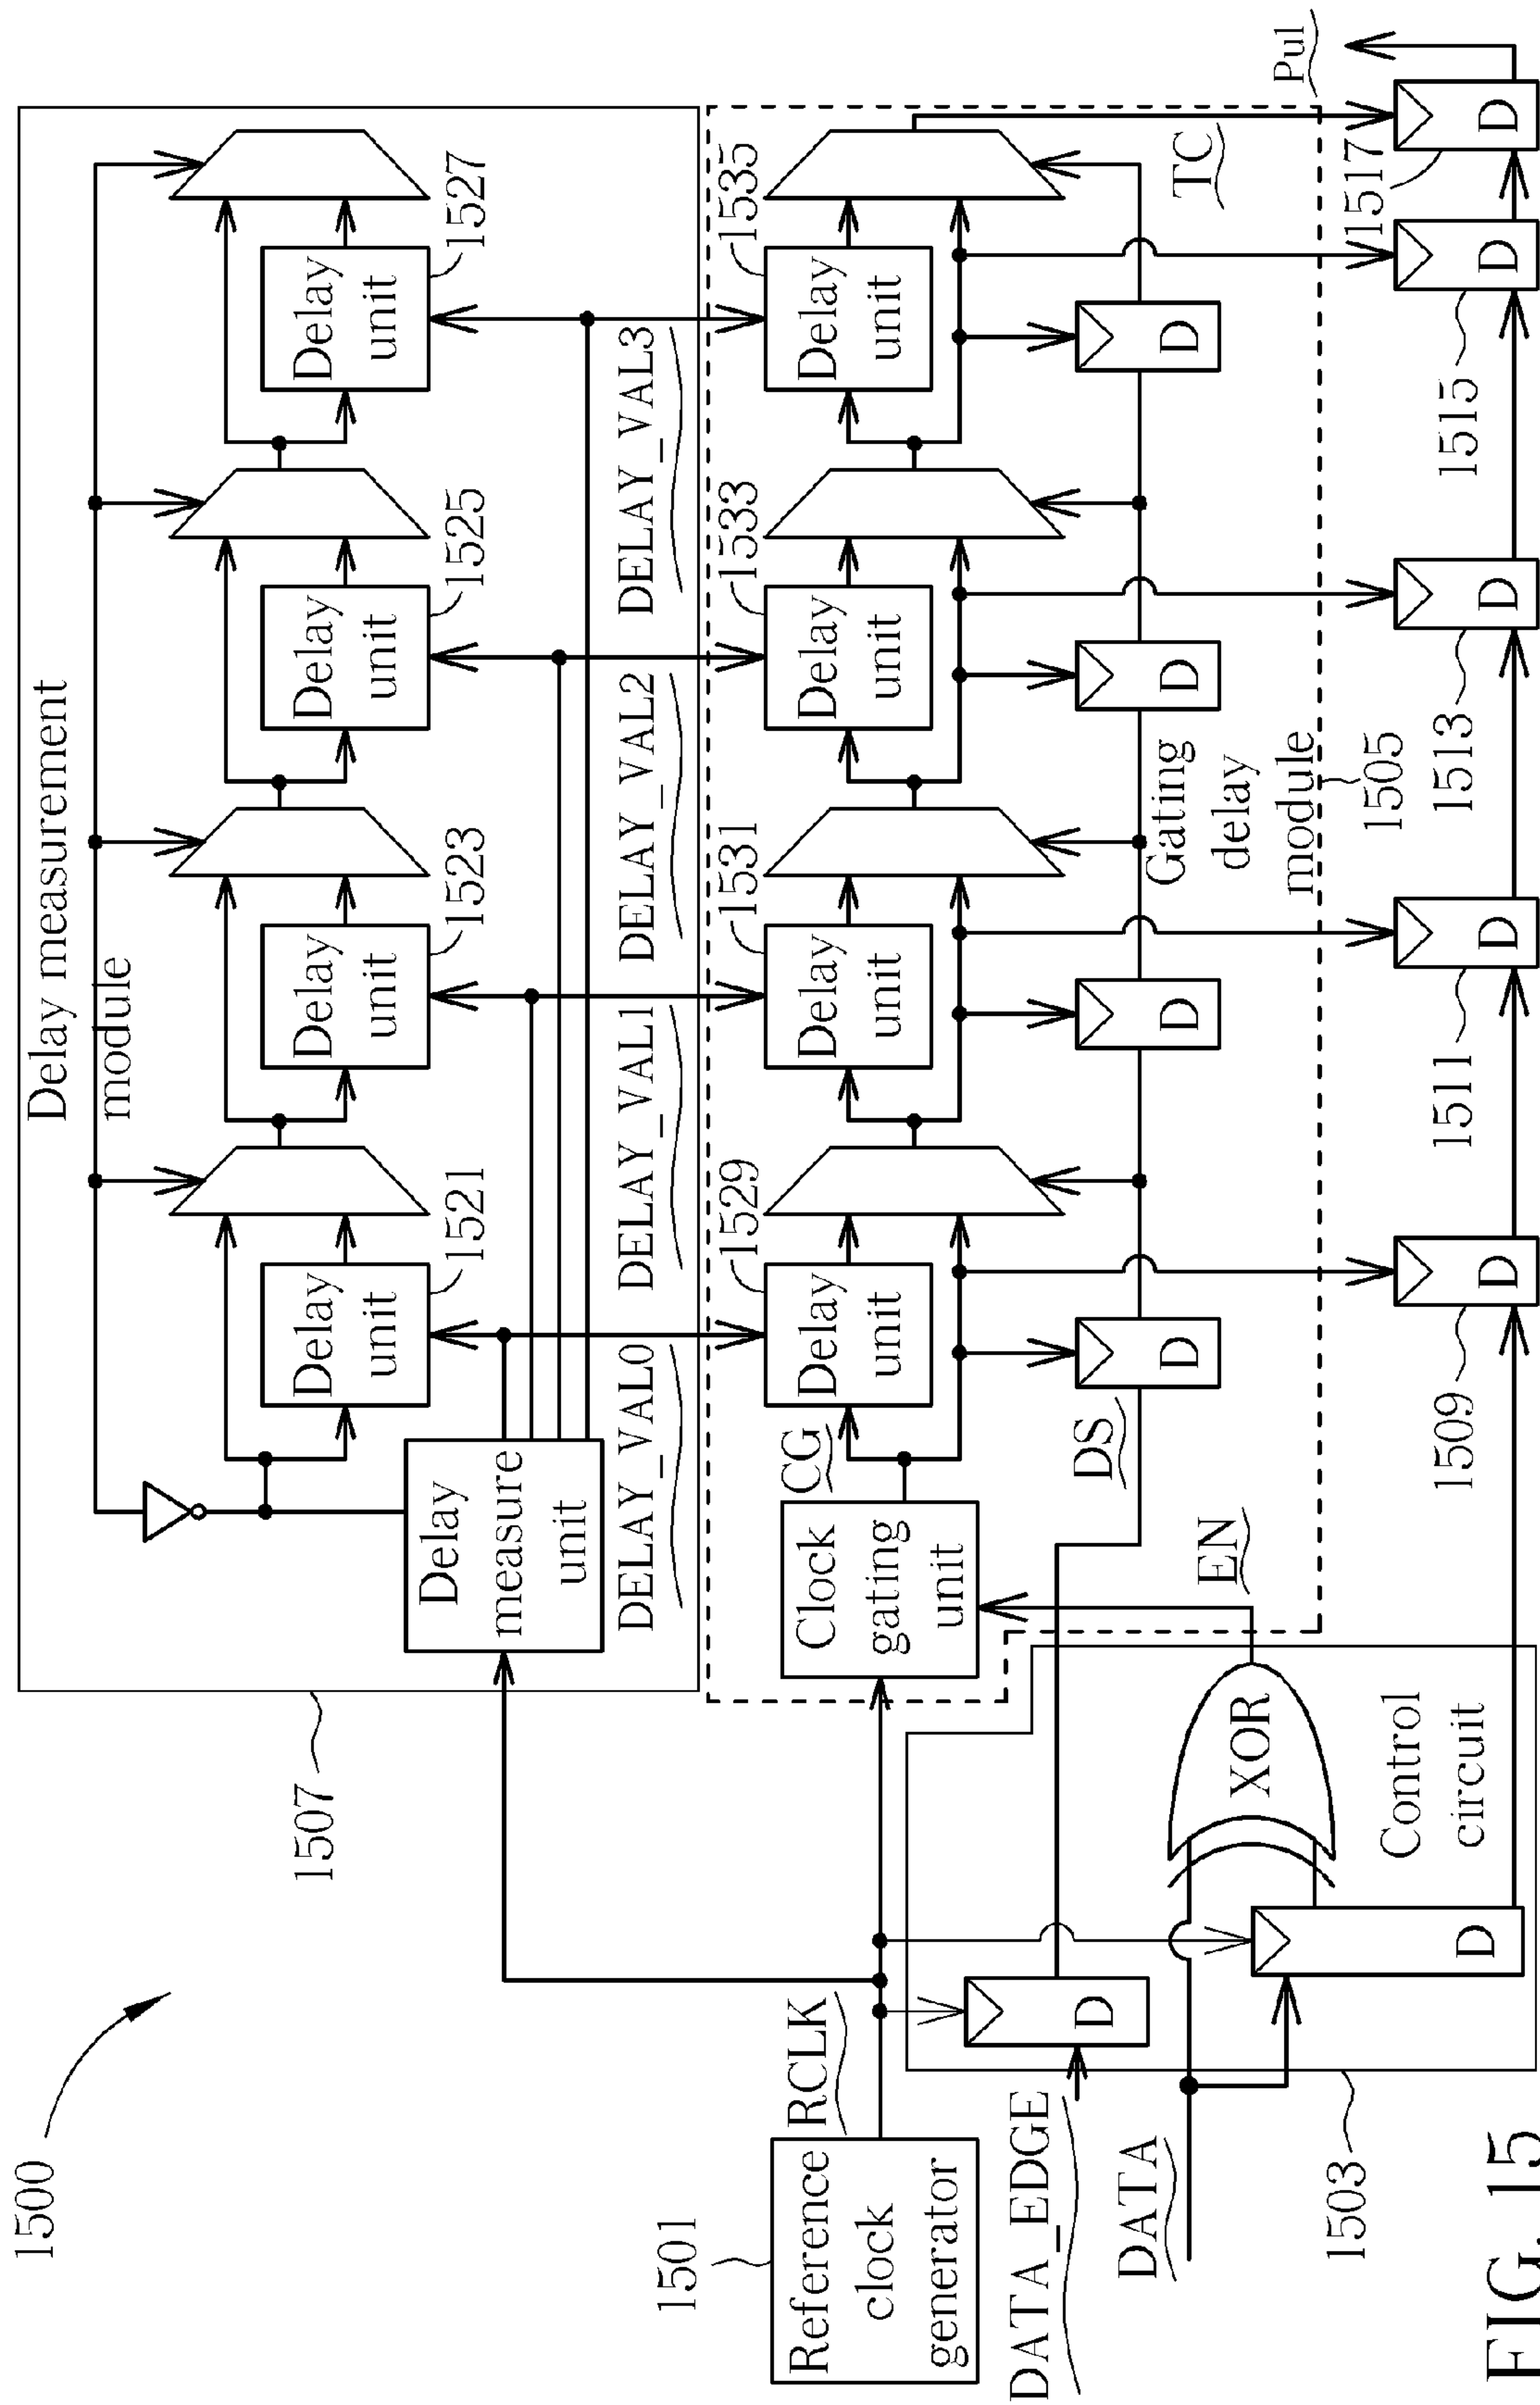 1500
1507
Delay measurement
module
Delay
unit
1521
Delay
unit
1523
Delay
unit
1525
Delay
unit
1527
Delay
measure
unit
DELAY_VAL0
DELAY_VAL1
DELAY_VAL2
DELAY_VAL3
1501
Reference
clock
generator
RCLK
Clock
gating
unit
CG
1529
Delay
unit
1531
Delay
unit
1533
Delay
unit
1535
Delay
unit
DATA_EDGE
D
DS
D
D
D
D
TC
Gating
delay
module
1505
DATA
XOR
EN
D
Control
circuit
1503
1509
D
1511
D
1513
D
1515
D
1517
D
Pul
FIG. 15